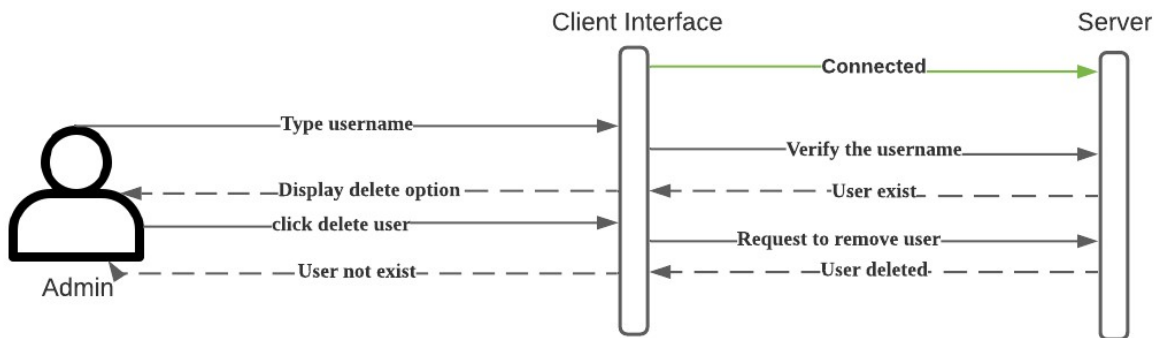 Client Interface
Server
Connected
Type username
Verify the username
Display delete option
User exist
click delete user
Request to remove user
User not exist
User deleted
Admin